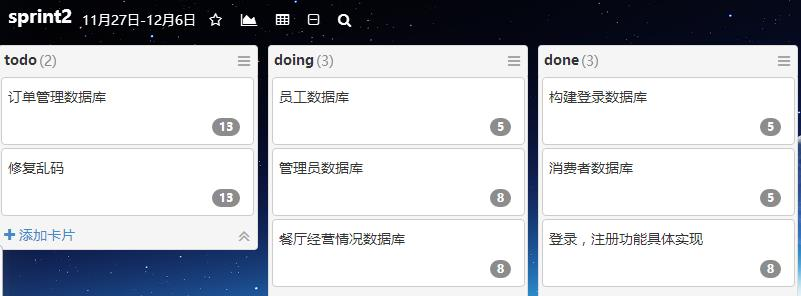 sprint2 11月27日-12月6日
todo (2)
订单管理数据库
13
修复乱码
13
添加卡片
doing (3)
员工数据库
5
管理员数据库
8
餐厅经营情况数据库
8
done (3)
构建登录数据库
5
消费者数据库
5
登录，注册功能具体实现
8